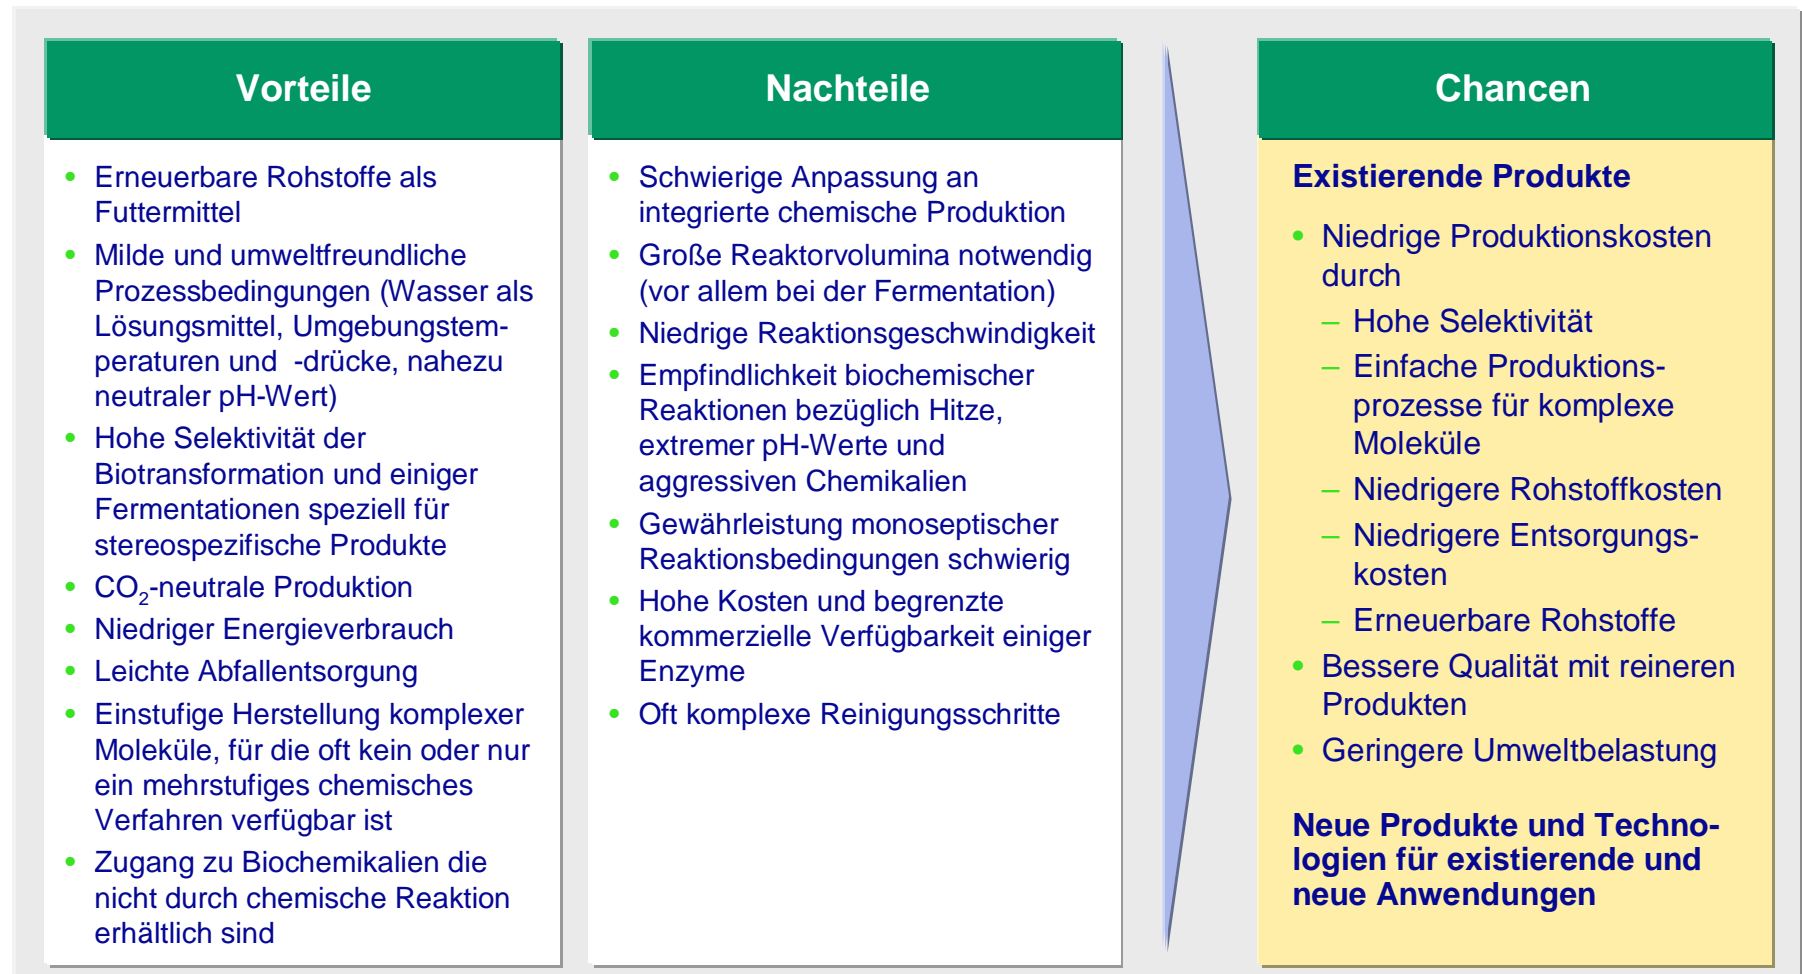 Vorteile
• Erneuerbare Rohstoffe als
Futtermittel
• Milde und umweltfreundliche
Prozessbedingungen (Wasser als
Lösungsmittel, Umgebungstem-
peraturen und  -drücke, nahezu
neutraler pH-Wert)
• Hohe Selektivität der
Biotransformation und einiger
Fermentationen speziell für
stereospezifische Produkte
• CO₂-neutrale Produktion
• Niedriger Energieverbrauch
• Leichte Abfallentsorgung
• Einstufige Herstellung komplexer
Moleküle, für die oft kein oder nur
ein mehrstufiges chemisches
Verfahren verfügbar ist
• Zugang zu Biochemikalien die
nicht durch chemische Reaktion
erhältlich sind
Nachteile
• Schwierige Anpassung an
integrierte chemische Produktion
• Große Reaktorvolumina notwendig
(vor allem bei der Fermentation)
• Niedrige Reaktionsgeschwindigkeit
• Empfindlichkeit biochemischer
Reaktionen bezüglich Hitze,
extremer pH-Werte und
aggressiven Chemikalien
• Gewährleistung monoseptischer
Reaktionsbedingungen schwierig
• Hohe Kosten und begrenzte
kommerzielle Verfügbarkeit einiger
Enzyme
• Oft komplexe Reinigungsschritte
Chancen
Existierende Produkte
• Niedrige Produktionskosten
durch
– Hohe Selektivität
– Einfache Produktions-
prozesse für komplexe
Moleküle
– Niedrigere Rohstoffkosten
– Niedrigere Entsorgungs-
kosten
– Erneuerbare Rohstoffe
• Bessere Qualität mit reineren
Produkten
• Geringere Umweltbelastung
Neue Produkte und Techno-
logien für existierende und
neue Anwendungen